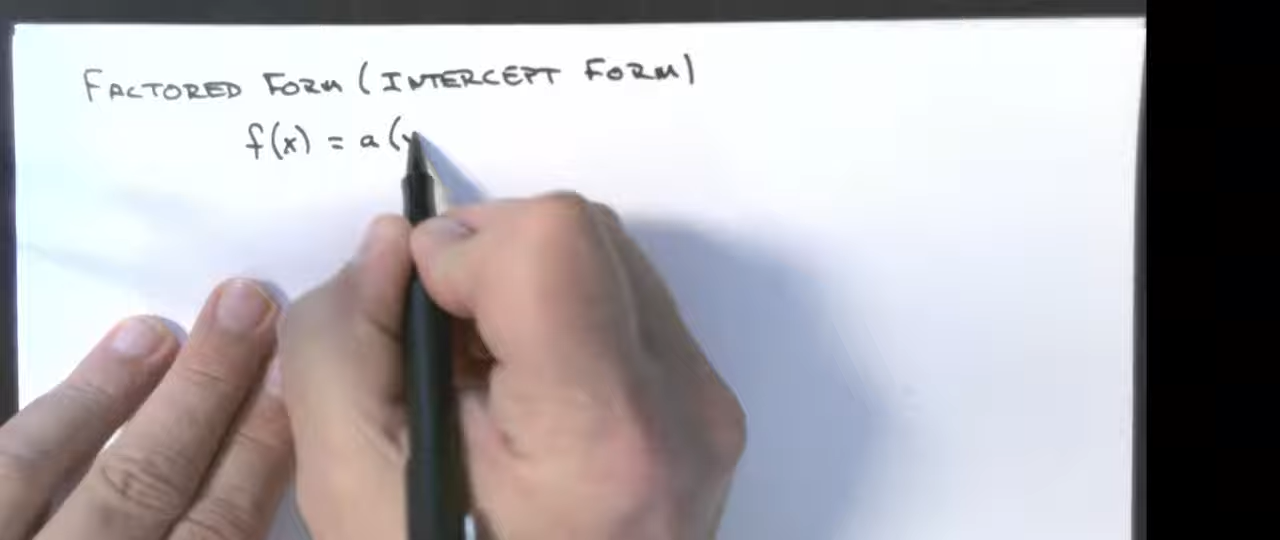 FACTORED FORM (INTERCEPT FORM)
f(x) = a (